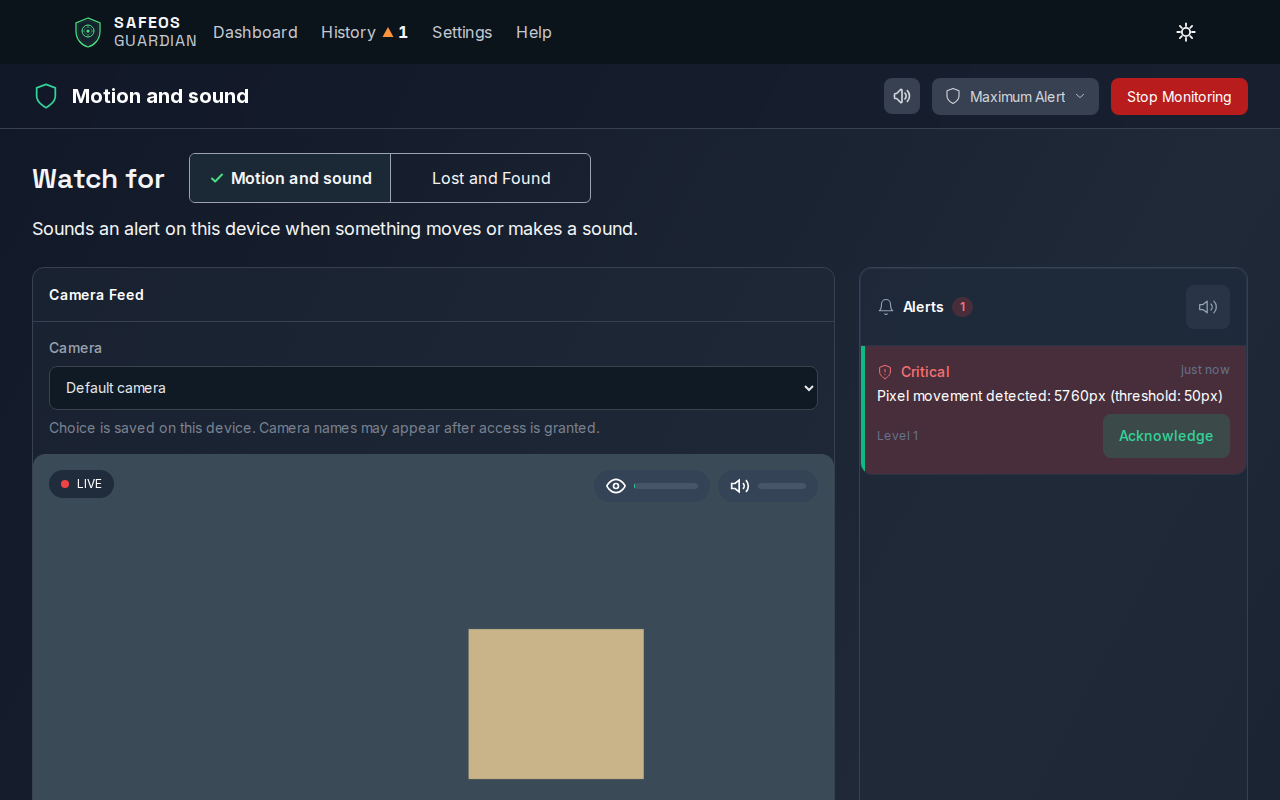 SAFEOS
GUARDIAN
Dashboard
History 1
Settings
Help
Motion and sound
Maximum Alert
Stop Monitoring
Watch for
Motion and sound
Lost and Found
Sounds an alert on this device when something moves or makes a sound.
Camera Feed
Camera
Default camera
Choice is saved on this device. Camera names may appear after access is granted.
LIVE
Alerts 1
Critical
just now
Pixel movement detected: 5760px (threshold: 50px)
Level 1
Acknowledge